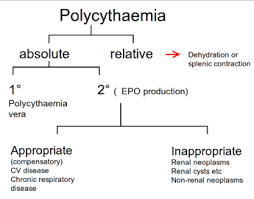 Polycythaemia
absolute
relative
Dehydration or
splenic contraction
1°
Polycythaemia
vera
2° ( EPO production)
Appropriate
(compensatory)
CV disease
Chronic respiratory
disease
Inappropriate
Renal neoplasms
Renal cysts etc
Non-renal neoplasms